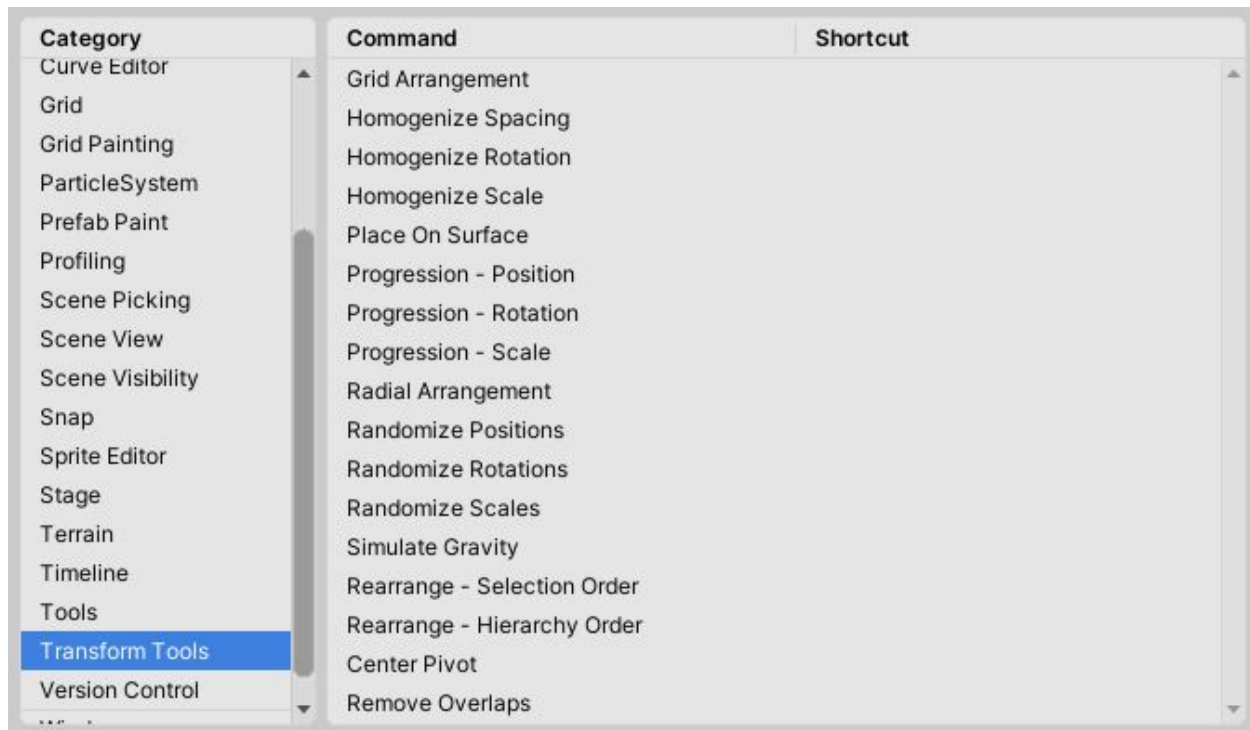 Category
Curve Editor
Grid
Grid Painting
ParticleSystem
Prefab Paint
Profiling
Scene Picking
Scene View
Scene Visibility
Snap
Sprite Editor
Stage
Terrain
Timeline
Tools
Transform Tools
Version Control
Command Shortcut
Grid Arrangement
Homogenize Spacing
Homogenize Rotation
Homogenize Scale
Place On Surface
Progression - Position
Progression - Rotation
Progression - Scale
Radial Arrangement
Randomize Positions
Randomize Rotations
Randomize Scales
Simulate Gravity
Rearrange - Selection Order
Rearrange - Hierarchy Order
Center Pivot
Remove Overlaps